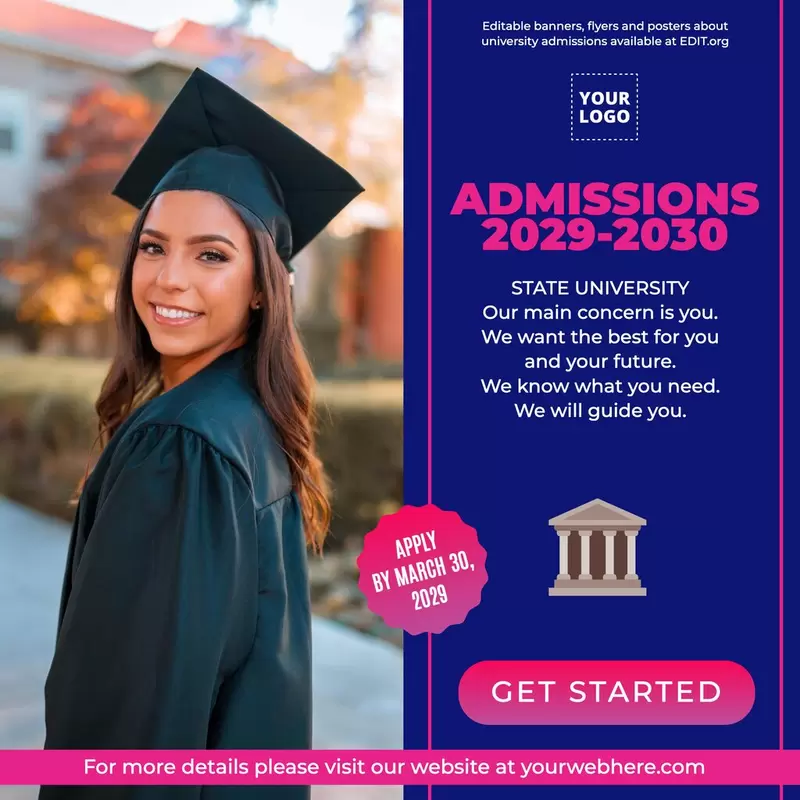 Editable banners, flyers and posters about
university admissions available at EDIT.org
YOUR
LOGO
ADMISSIONS
2029-2030
STATE UNIVERSITY
Our main concern is you.
We want the best for you
and your future.
We know what you need.
We will guide you.
APPLY
BY MARCH 30,
2029
GET STARTED
For more details please visit our website at yourwebhere.com